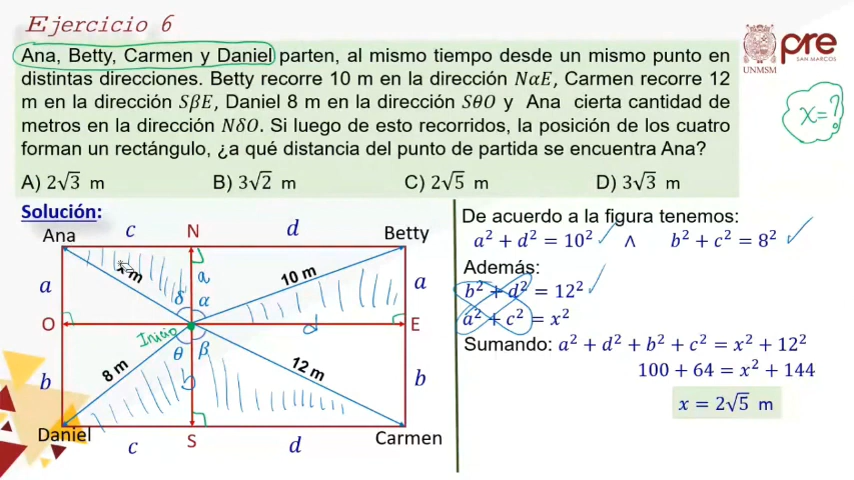 Ejercicio 6
Ana, Betty, Carmen y Daniel parten, al mismo tiempo desde un mismo punto en
distintas direcciones. Betty recorre 10 m en la dirección NαE, Carmen recorre 12
m en la dirección SβE, Daniel 8 m en la dirección SθO y Ana cierta cantidad de
metros en la dirección NδO. Si luego de esto recorridos, la posición de los cuatro
forman un rectángulo, ¿a qué distancia del punto de partida se encuentra Ana?
A) 2√3 m B) 3√2 m C) 2√5 m D) 3√3 m
UNMSM
pre
SAN MARCOS
x=?
Solución:
c N d
Ana Betty
x m a 10 m
a δ α a
O d E
Inicio
θ β
8 m b 12 m
b b
Daniel S Carmen
c d
De acuerdo a la figura tenemos:
a² + d² = 10² ∧ b² + c² = 8²
Además:
b² + d² = 12²
a² + c² = x²
Sumando: a² + d² + b² + c² = x² + 12²
100 + 64 = x² + 144
x = 2√5 m